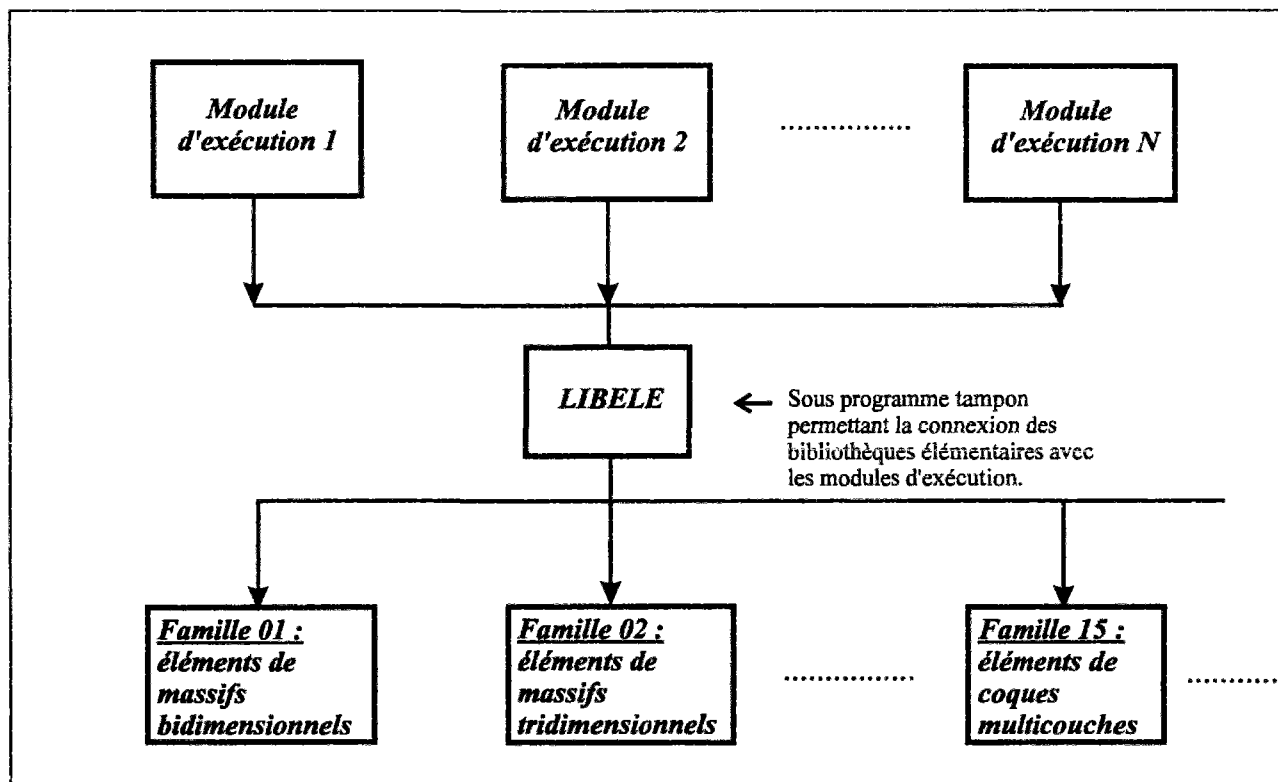 Module
d'exécution 1
Module
d'exécution 2
Module
d'exécution N
LIBELE
Sous programme tampon
permettant la connexion des
bibliothèques élémentaires avec
les modules d'exécution.
Famille 01 :
éléments de
massifs
bidimensionnels
Famille 02 :
éléments de
massifs
tridimensionnels
Famille 15 :
éléments de
coques
multicouches